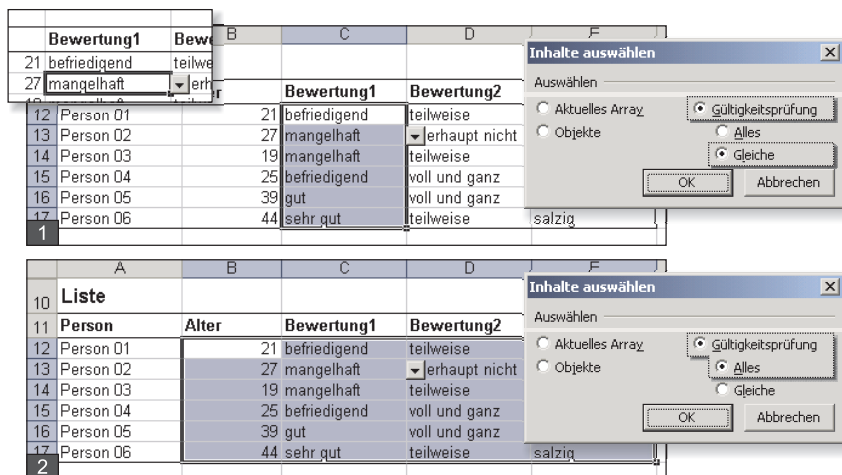 B C D E
Bewertung1 Bewe
21 befriedigend teilwe
27 mangelhaft erh
Bewertung1 Bewertung2
12 Person 01 21 befriedigend teilweise
13 Person 02 27 mangelhaft erhaupt nicht
14 Person 03 19 mangelhaft teilweise
15 Person 04 25 befriedigend voll und ganz
16 Person 05 39 gut voll und ganz
17 Person 06 44 sehr gut teilweise salzig
1
Inhalte auswählen
Auswählen
Aktuelles Array Gültigkeitsprüfung
Objekte Alles
Gleiche
OK Abbrechen
A B C D E
10 Liste
11 Person Alter Bewertung1 Bewertung2
12 Person 01 21 befriedigend teilweise
13 Person 02 27 mangelhaft erhaupt nicht
14 Person 03 19 mangelhaft teilweise
15 Person 04 25 befriedigend voll und ganz
16 Person 05 39 gut voll und ganz
17 Person 06 44 sehr gut teilweise salzig
2
Inhalte auswählen
Auswählen
Aktuelles Array Gültigkeitsprüfung
Objekte Alles
Gleiche
OK Abbrechen